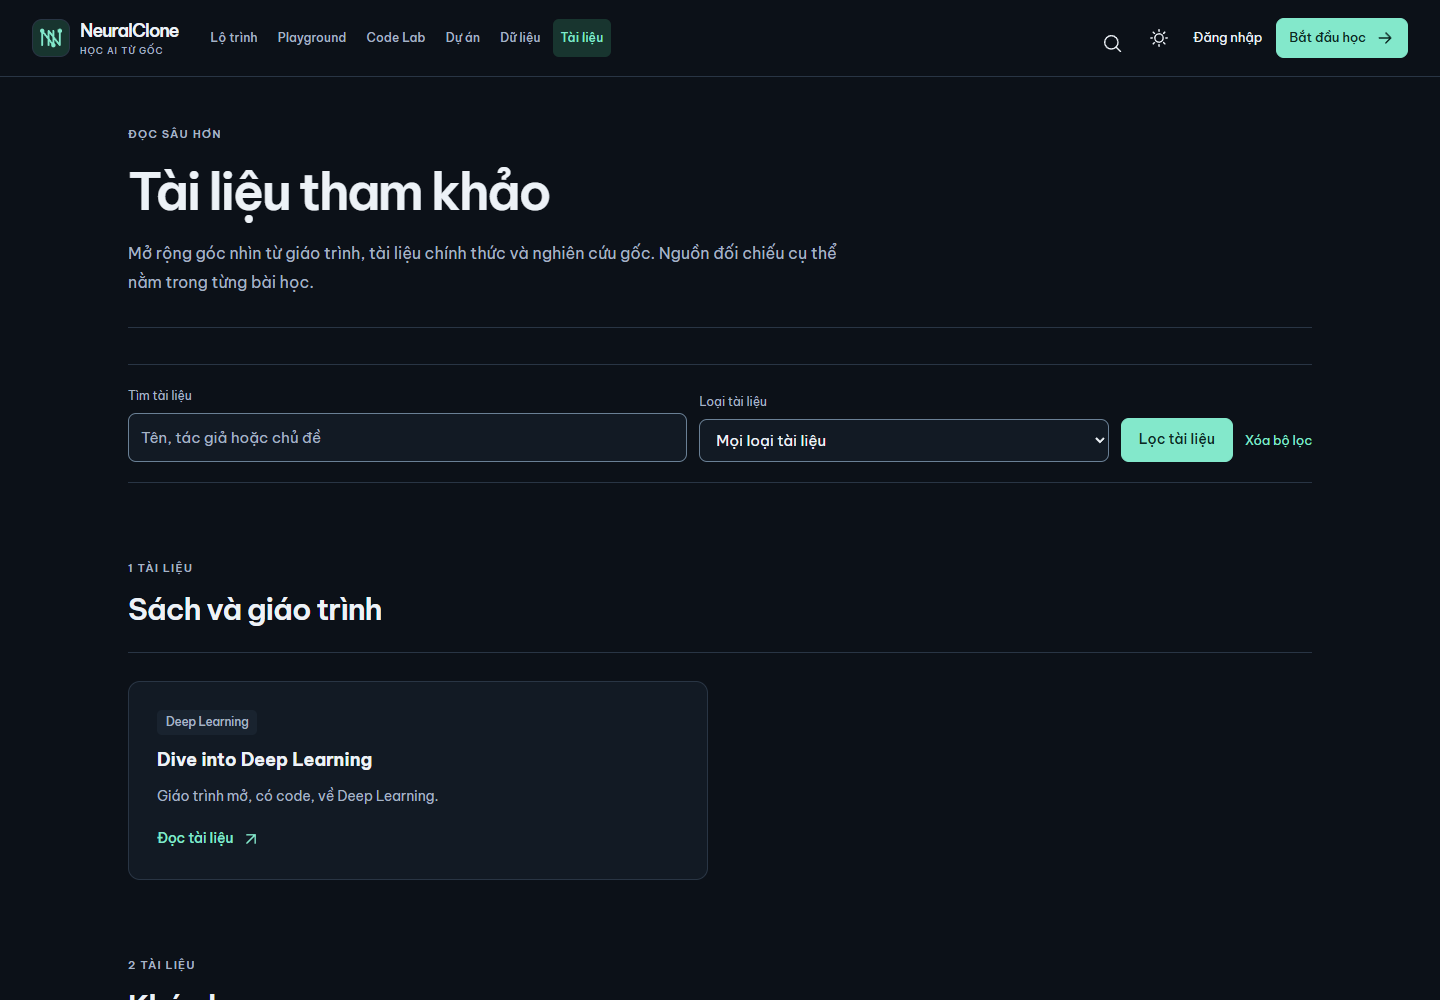 NeuralClone
HỌC AI TỪ GỐC
Lộ trình
Playground
Code Lab
Dự án
Dữ liệu
Tài liệu
Đăng nhập
Bắt đầu học
ĐỌC SÂU HƠN
Tài liệu tham khảo
Mở rộng góc nhìn từ giáo trình, tài liệu chính thức và nghiên cứu gốc. Nguồn đối chiếu cụ thể
nằm trong từng bài học.
Tìm tài liệu
Tên, tác giả hoặc chủ đề
Loại tài liệu
Mọi loại tài liệu
Lọc tài liệu
Xóa bộ lọc
1 TÀI LIỆU
Sách và giáo trình
Deep Learning
Dive into Deep Learning
Giáo trình mở, có code, về Deep Learning.
Đọc tài liệu
2 TÀI LIỆU